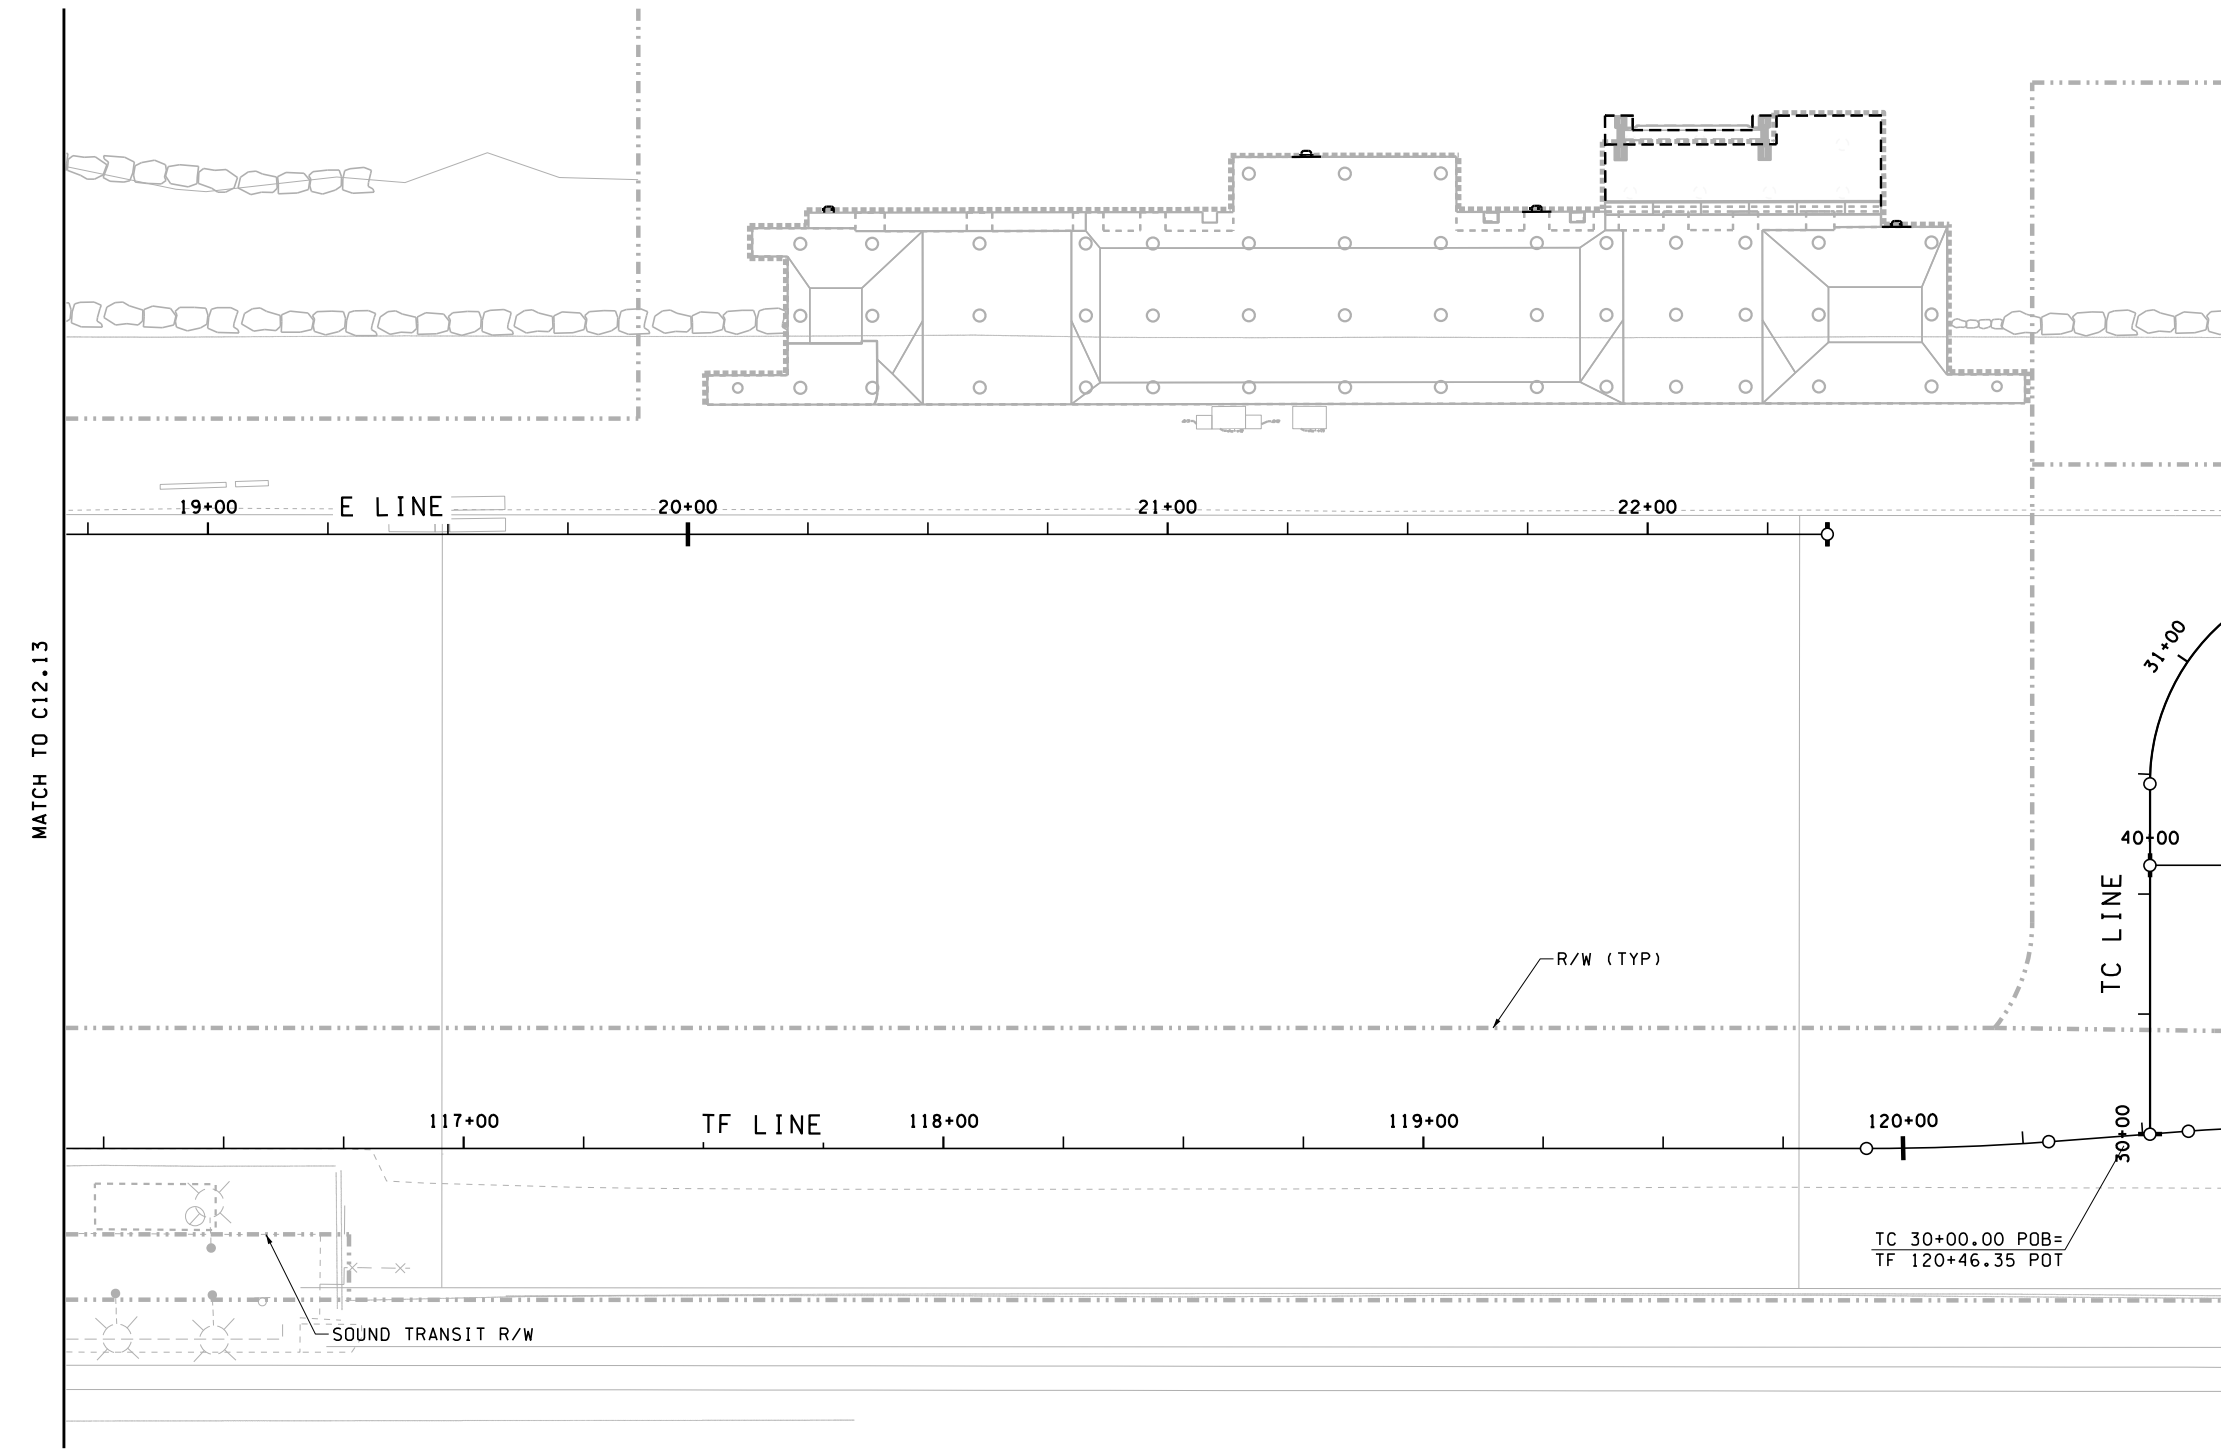 19+00
E LINE
20+00
21+00
22+00
31+00
MATCH TO C12.13
40+00
TC LINE
R/W (TYP)
117+00
TF LINE
118+00
119+00
120+00
30+00
TC 30+00.00 POB=
TF 120+46.35 POT
SOUND TRANSIT R/W